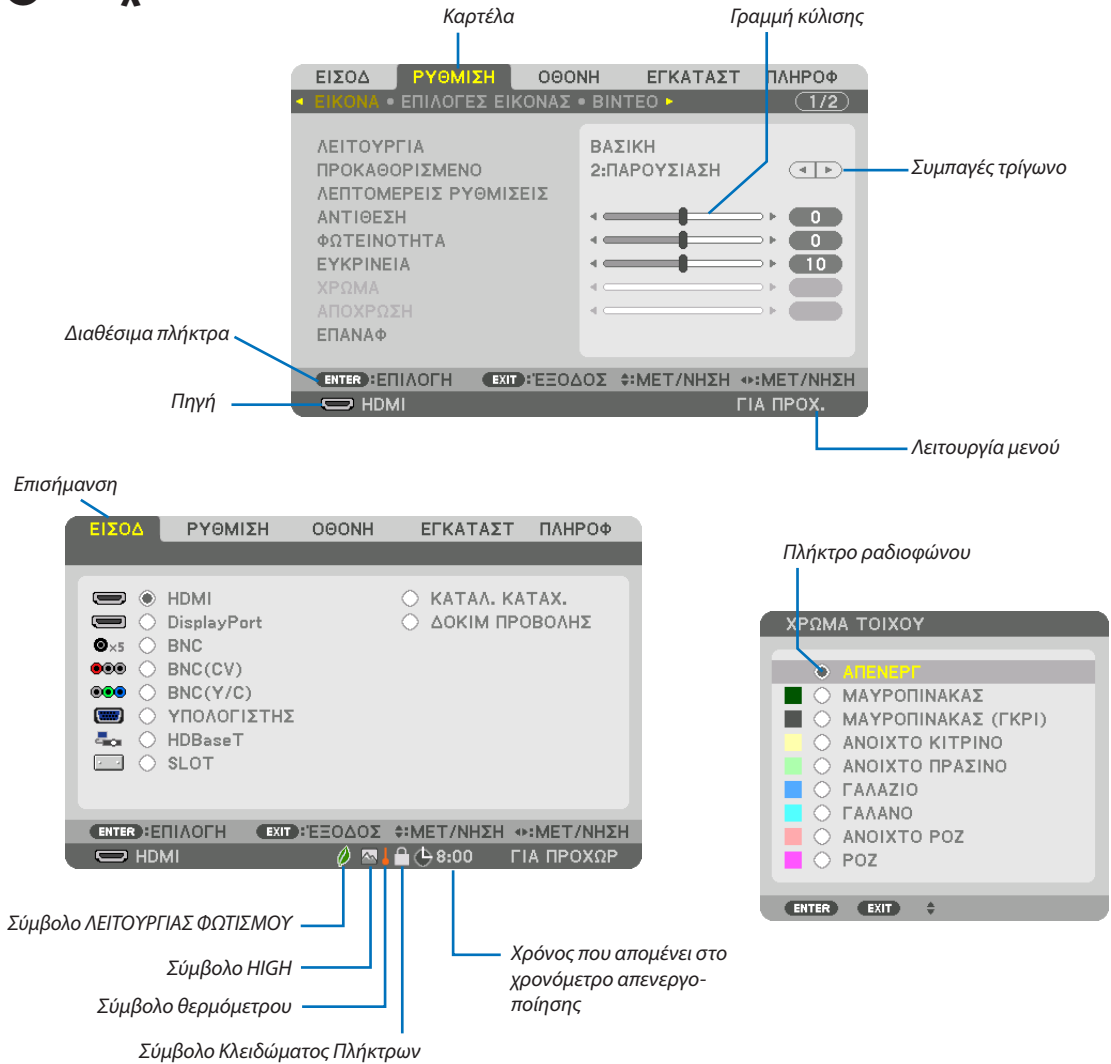 Καρτέλα
Γραμμή κύλισης
ΕΙΣΟΔ ΡΥΘΜΙΣΗ ΟΘΟΝΗ ΕΓΚΑΤΑΣΤ ΠΛΗΡΟΦ
ΕΙΚΟΝΑ • ΕΠΙΛΟΓΕΣ ΕΙΚΟΝΑΣ • ΒΙΝΤΕΟ 1/2
ΛΕΙΤΟΥΡΓΙΑ ΒΑΣΙΚΗ
ΠΡΟΚΑΘΟΡΙΣΜΕΝΟ 2:ΠΑΡΟΥΣΙΑΣΗ
Συμπαγές τρίγωνο
ΛΕΠΤΟΜΕΡΕΙΣ ΡΥΘΜΙΣΕΙΣ
ΑΝΤΙΘΕΣΗ 0
ΦΩΤΕΙΝΟΤΗΤΑ 0
ΕΥΚΡΙΝΕΙΑ 10
ΧΡΩΜΑ
ΑΠΟΧΡΩΣΗ
ΕΠΑΝΑΦ
Διαθέσιμα πλήκτρα
ENTER:ΕΠΙΛΟΓΗ EXIT:ΈΞΟΔΟΣ :ΜΕΤ/ΝΗΣΗ :ΜΕΤ/ΝΗΣΗ
Πηγή
HDMI ΓΙΑ ΠΡΟΧ.
Λειτουργία μενού
Επισήμανση
ΕΙΣΟΔ ΡΥΘΜΙΣΗ ΟΘΟΝΗ ΕΓΚΑΤΑΣΤ ΠΛΗΡΟΦ
HDMI ΚΑΤΑΛ. ΚΑΤΑΧ.
DisplayPort ΔΟΚΙΜ ΠΡΟΒΟΛΗΣ
×5 BNC
BNC(CV)
BNC(Y/C)
ΥΠΟΛΟΓΙΣΤΗΣ
HDBaseT
SLOT
ENTER:ΕΠΙΛΟΓΗ EXIT:ΈΞΟΔΟΣ :ΜΕΤ/ΝΗΣΗ :ΜΕΤ/ΝΗΣΗ
HDMI 8:00 ΓΙΑ ΠΡΟΧΩΡ
Πλήκτρο ραδιοφώνου
ΧΡΩΜΑ ΤΟΙΧΟΥ
ΑΠΕΝΕΡΓ
ΜΑΥΡΟΠΙΝΑΚΑΣ
ΜΑΥΡΟΠΙΝΑΚΑΣ (ΓΚΡΙ)
ΑΝΟΙΧΤΟ ΚΙΤΡΙΝΟ
ΑΝΟΙΧΤΟ ΠΡΑΣΙΝΟ
ΓΑΛΑΖΙΟ
ΓΑΛΑΝΟ
ΑΝΟΙΧΤΟ ΡΟΖ
ΡΟΖ
ENTER EXIT
Σύμβολο ΛΕΙΤΟΥΡΓΙΑΣ ΦΩΤΙΣΜΟΥ
Σύμβολο HIGH
Σύμβολο θερμόμετρου
Σύμβολο Κλειδώματος Πλήκτρων
Χρόνος που απομένει στο
χρονόμετρο απενεργο-
ποίησης